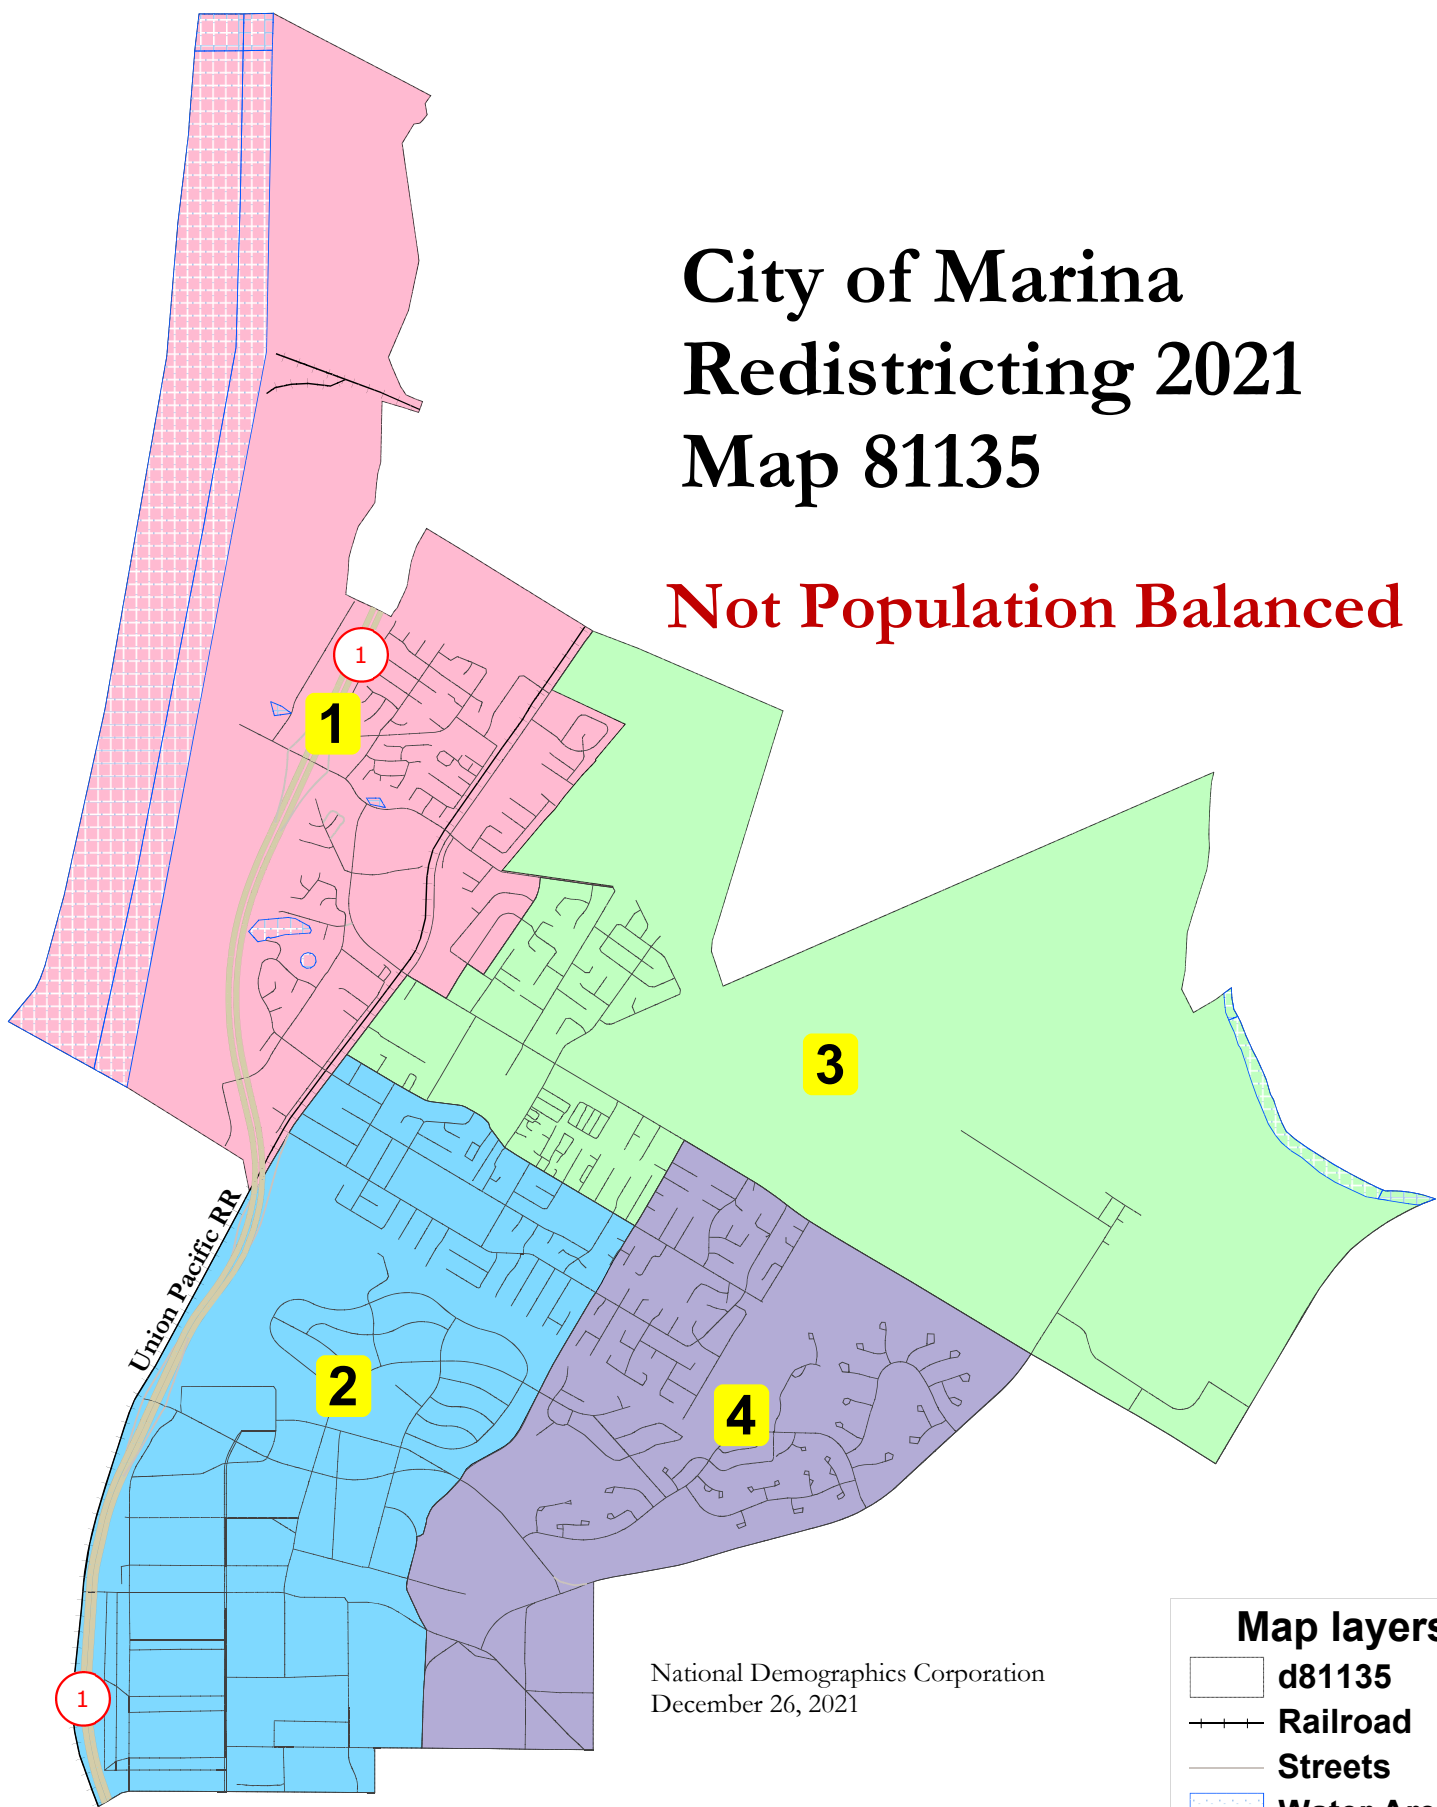 City of Marina
Redistricting 2021
Map 81135
Not Population Balanced
1
1
3
Union Pacific RR
2
4
1
National Demographics Corporation
December 26, 2021
Map layers
d81135
Railroad
Streets
Water